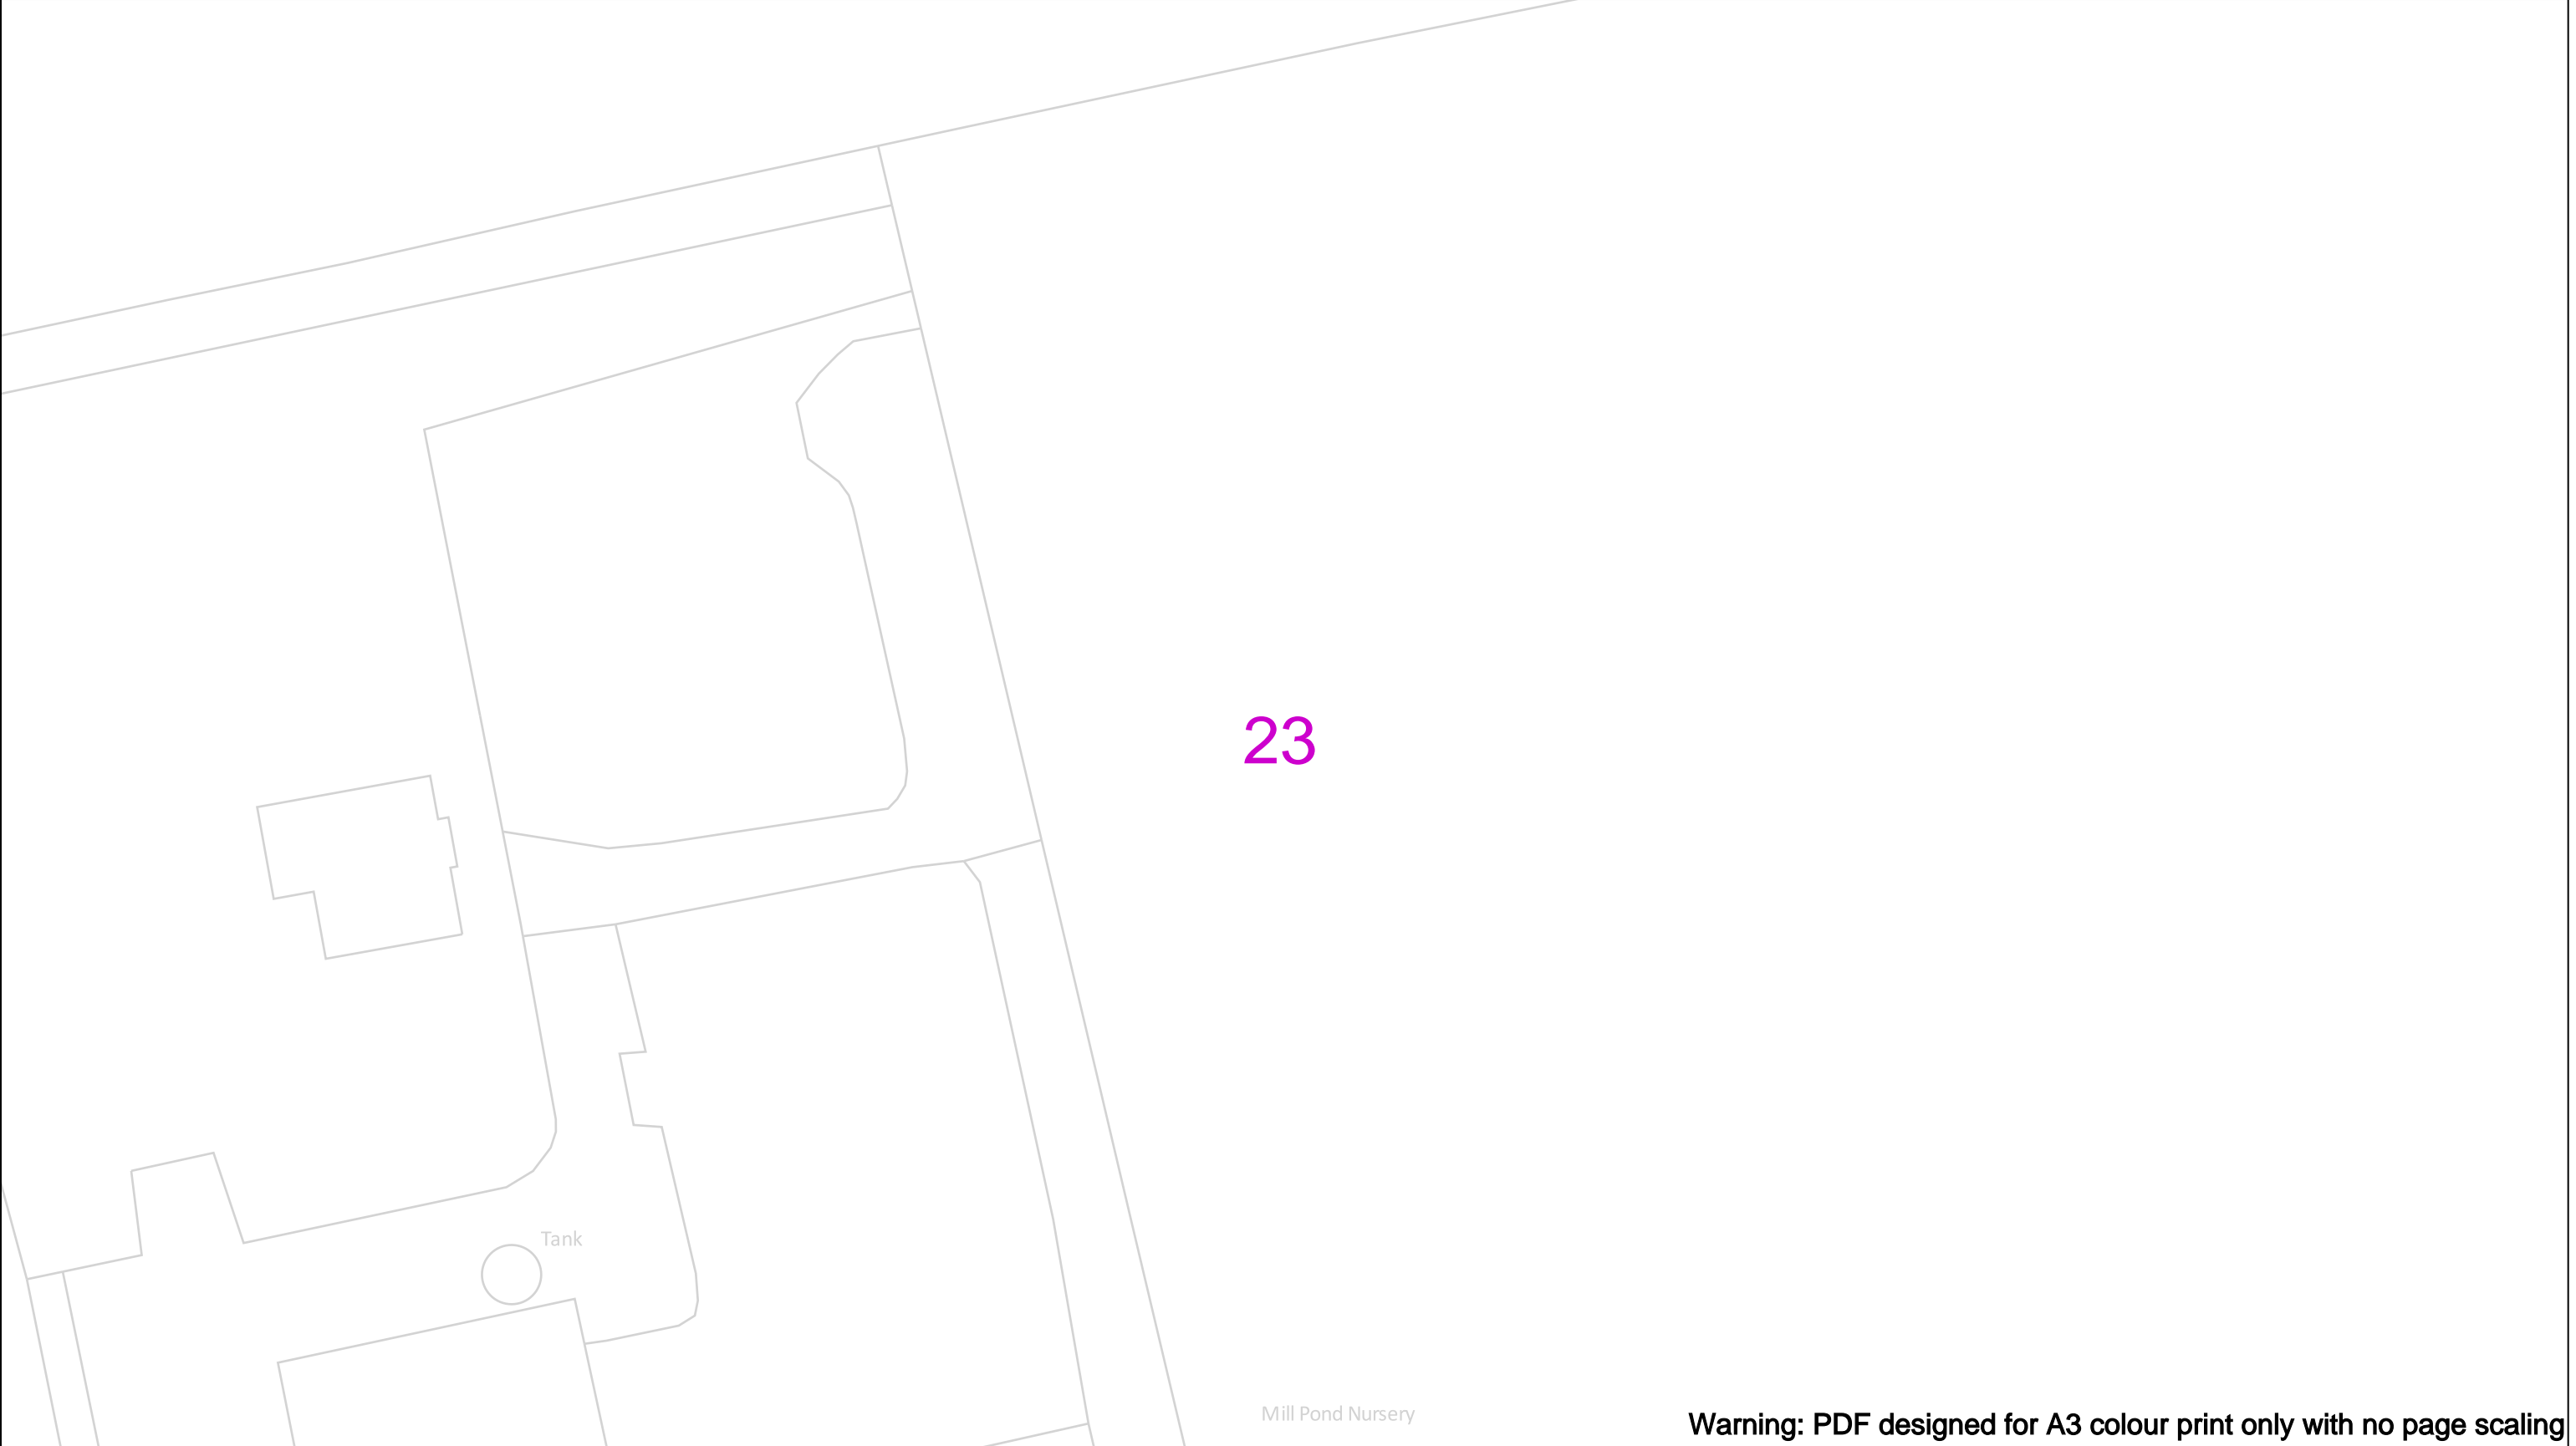 23
Tank
Mill Pond Nursery
Warning: PDF designed for A3 colour print only with no page scaling